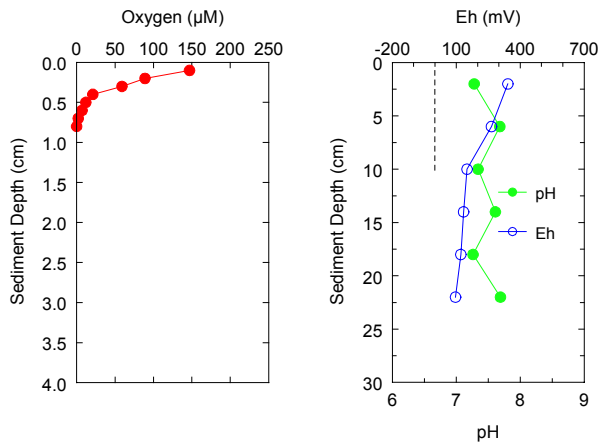 Oxygen (µM)
0 50 100 150 200 250
0.0
0.5
1.0
1.5
2.0
2.5
3.0
3.5
4.0
Sediment Depth (cm)
Eh (mV)
-200 100 400 700
0
5
10
15
20
25
30
Sediment Depth (cm)
pH
Eh
6 7 8 9
pH